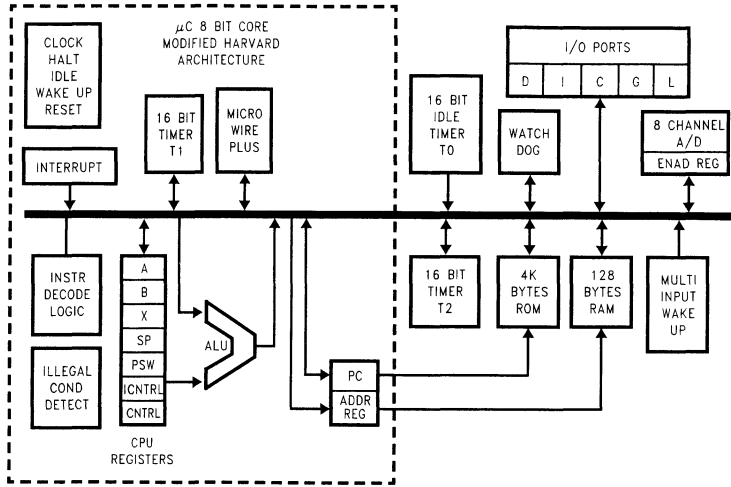 μC 8 BIT CORE
MODIFIED HARVARD
ARCHITECTURE
CLOCK
HALT
IDLE
WAKE UP
RESET
16 BIT
TIMER
T1
MICRO
WIRE
PLUS
INTERRUPT
16 BIT
IDLE
TIMER
T0
WATCH
DOG
I/O PORTS
D I C G L
8 CHANNEL
A/D
ENAD REG
INSTR
DECODE
LOGIC
ILLEGAL
COND
DETECT
A
B
X
SP
PSW
ICNTRL
CNTRL
CPU
REGISTERS
ALU
PC
ADDR
REG
16 BIT
TIMER
T2
4K
BYTES
ROM
128
BYTES
RAM
MULTI
INPUT
WAKE
UP